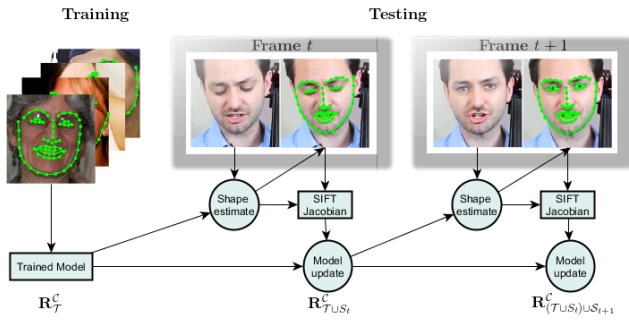 Training
Testing
Frame t
Frame t + 1
Shape
estimate
SIFT
Jacobian
Shape
estimate
SIFT
Jacobian
Trained Model
Model
update
Model
update
R^C_T
R^C_{T∪S_t}
R^C_{(T∪S_t)∪S_{t+1}}